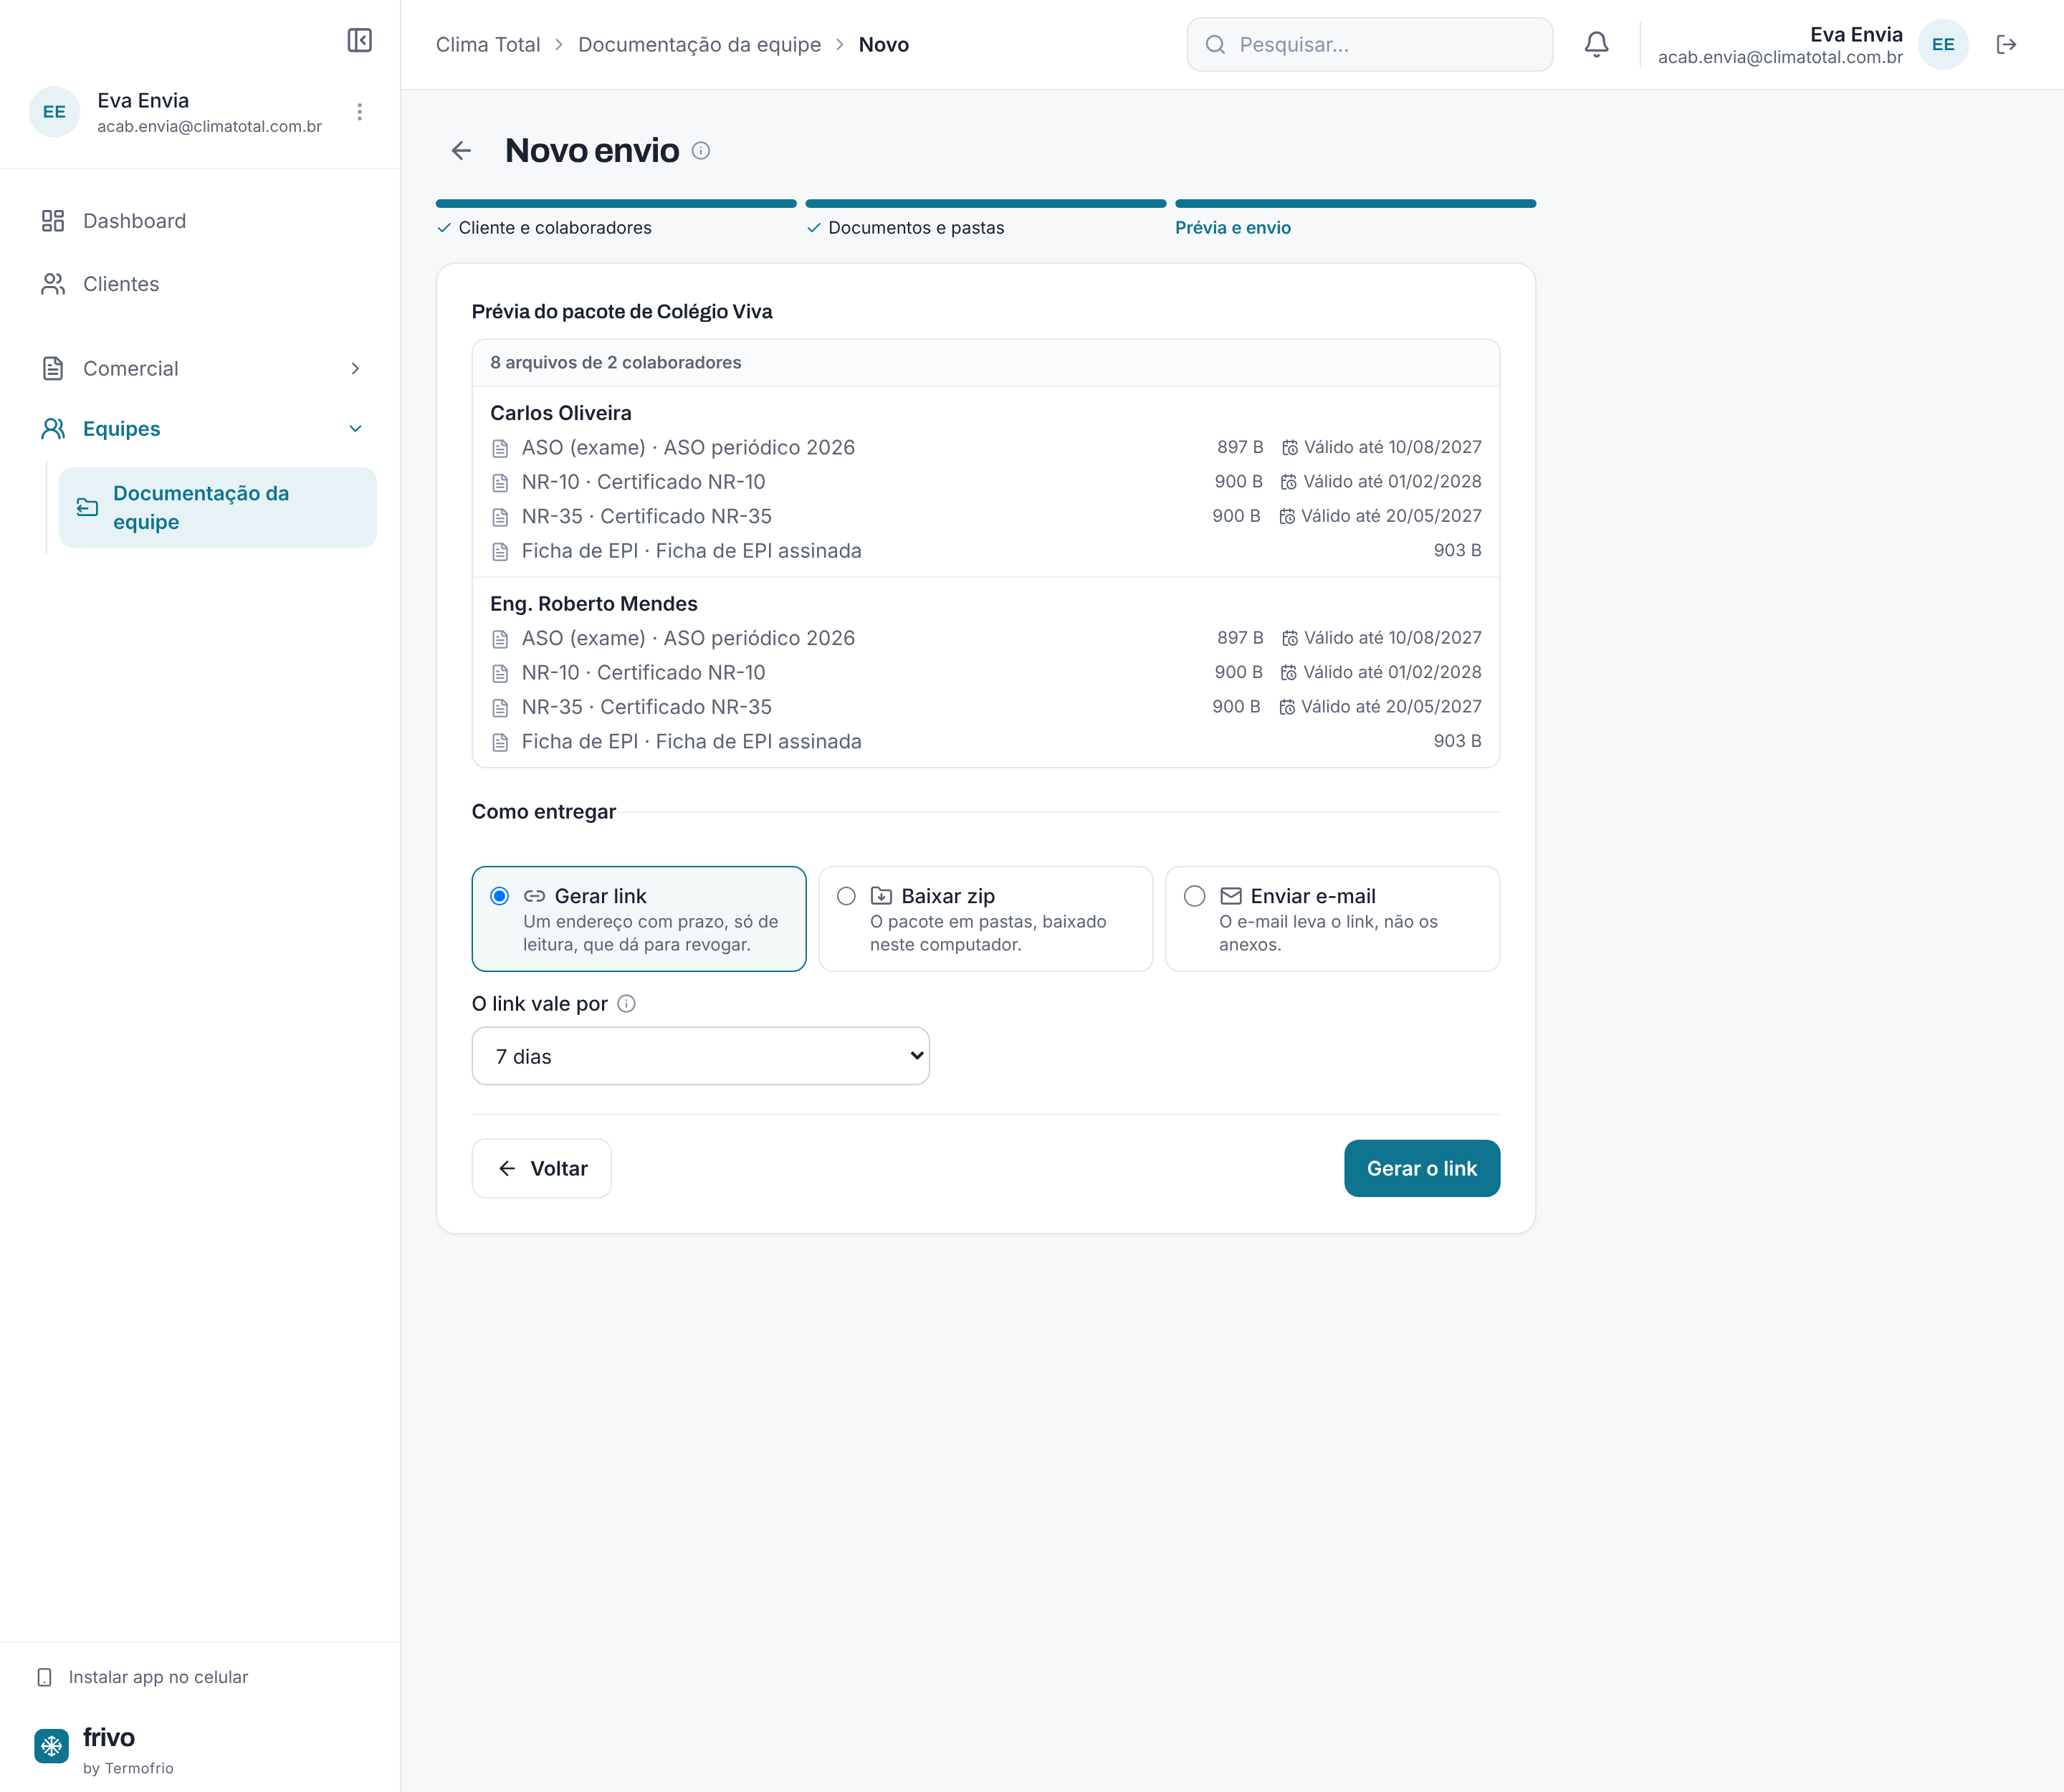 Clima Total > Documentação da equipe > Novo
Pesquisar...
Eva Envia
acab.envia@climatotal.com.br
EE
EE
Eva Envia
acab.envia@climatotal.com.br
Dashboard
Clientes
Comercial
Equipes
Documentação da
equipe
Instalar app no celular
frivo
by Termofrio
Novo envio
Cliente e colaboradores
Documentos e pastas
Prévia e envio
Prévia do pacote de Colégio Viva
8 arquivos de 2 colaboradores
Carlos Oliveira
ASO (exame) · ASO periódico 2026 897 B Válido até 10/08/2027
NR-10 · Certificado NR-10 900 B Válido até 01/02/2028
NR-35 · Certificado NR-35 900 B Válido até 20/05/2027
Ficha de EPI · Ficha de EPI assinada 903 B
Eng. Roberto Mendes
ASO (exame) · ASO periódico 2026 897 B Válido até 10/08/2027
NR-10 · Certificado NR-10 900 B Válido até 01/02/2028
NR-35 · Certificado NR-35 900 B Válido até 20/05/2027
Ficha de EPI · Ficha de EPI assinada 903 B
Como entregar
Gerar link
Um endereço com prazo, só de
leitura, que dá para revogar.
Baixar zip
O pacote em pastas, baixado
neste computador.
Enviar e-mail
O e-mail leva o link, não os
anexos.
O link vale por
7 dias
Voltar
Gerar o link